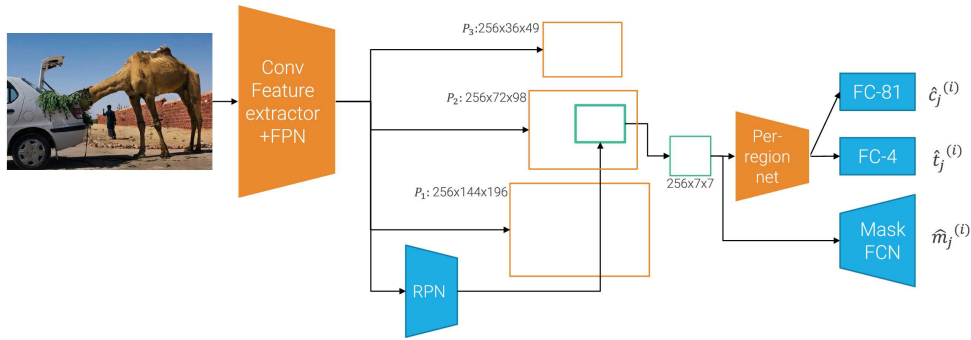 P₃:256x36x49
Conv
Feature
extractor
+FPN
P₂: 256x72x98
FC-81
ĉⱼ⁽ⁱ⁾
Per-
region
net
FC-4
t̂ⱼ⁽ⁱ⁾
256x7x7
P₁: 256x144x196
Mask
FCN
m̂ⱼ⁽ⁱ⁾
RPN